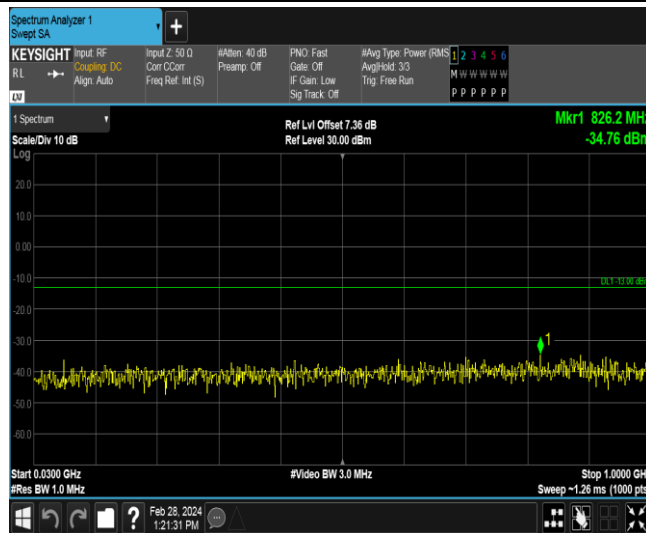 Spectrum Analyzer 1
Swept SA
+
KEYSIGHT
RL
LXI
Input: RF
Coupling: DC
Align: Auto
Input Z: 50 Ω
Corr CCorr
Freq Ref: Int (S)
#Atten: 40 dB
Preamp: Off
PNO: Fast
Gate: Off
IF Gain: Low
Sig Track: Off
#Avg Type: Power (RMS
Avg|Hold: 3/3
Trig: Free Run
1 2 3 4 5 6
M W W W W W
P P P P P P
1 Spectrum
Scale/Div 10 dB
Log
Ref Lvl Offset 7.36 dB
Ref Level 30.00 dBm
Mkr1 826.2 MHz
-34.76 dBm
20.0
10.0
0.00
-10.0
DL1 -13.00 dBm
-20.0
-30.0
1
-40.0
-50.0
-60.0
Start 0.0300 GHz
#Res BW 1.0 MHz
#Video BW 3.0 MHz
Stop 1.0000 GH
Sweep ~1.26 ms (1000 pts
?
Feb 28, 2024
1:21:31 PM